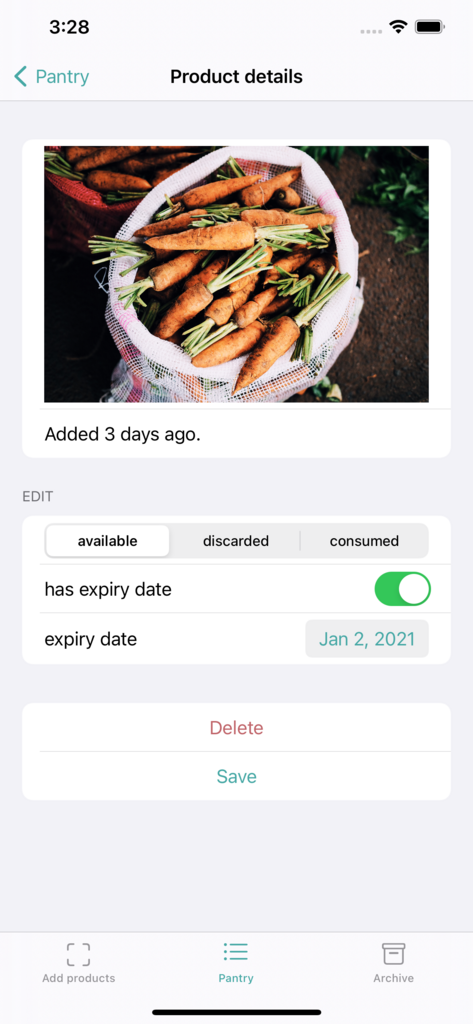 3:28
Pantry
Product details
Added 3 days ago.
EDIT
available discarded consumed
has expiry date
expiry date Jan 2, 2021
Delete
Save
Add products Pantry Archive